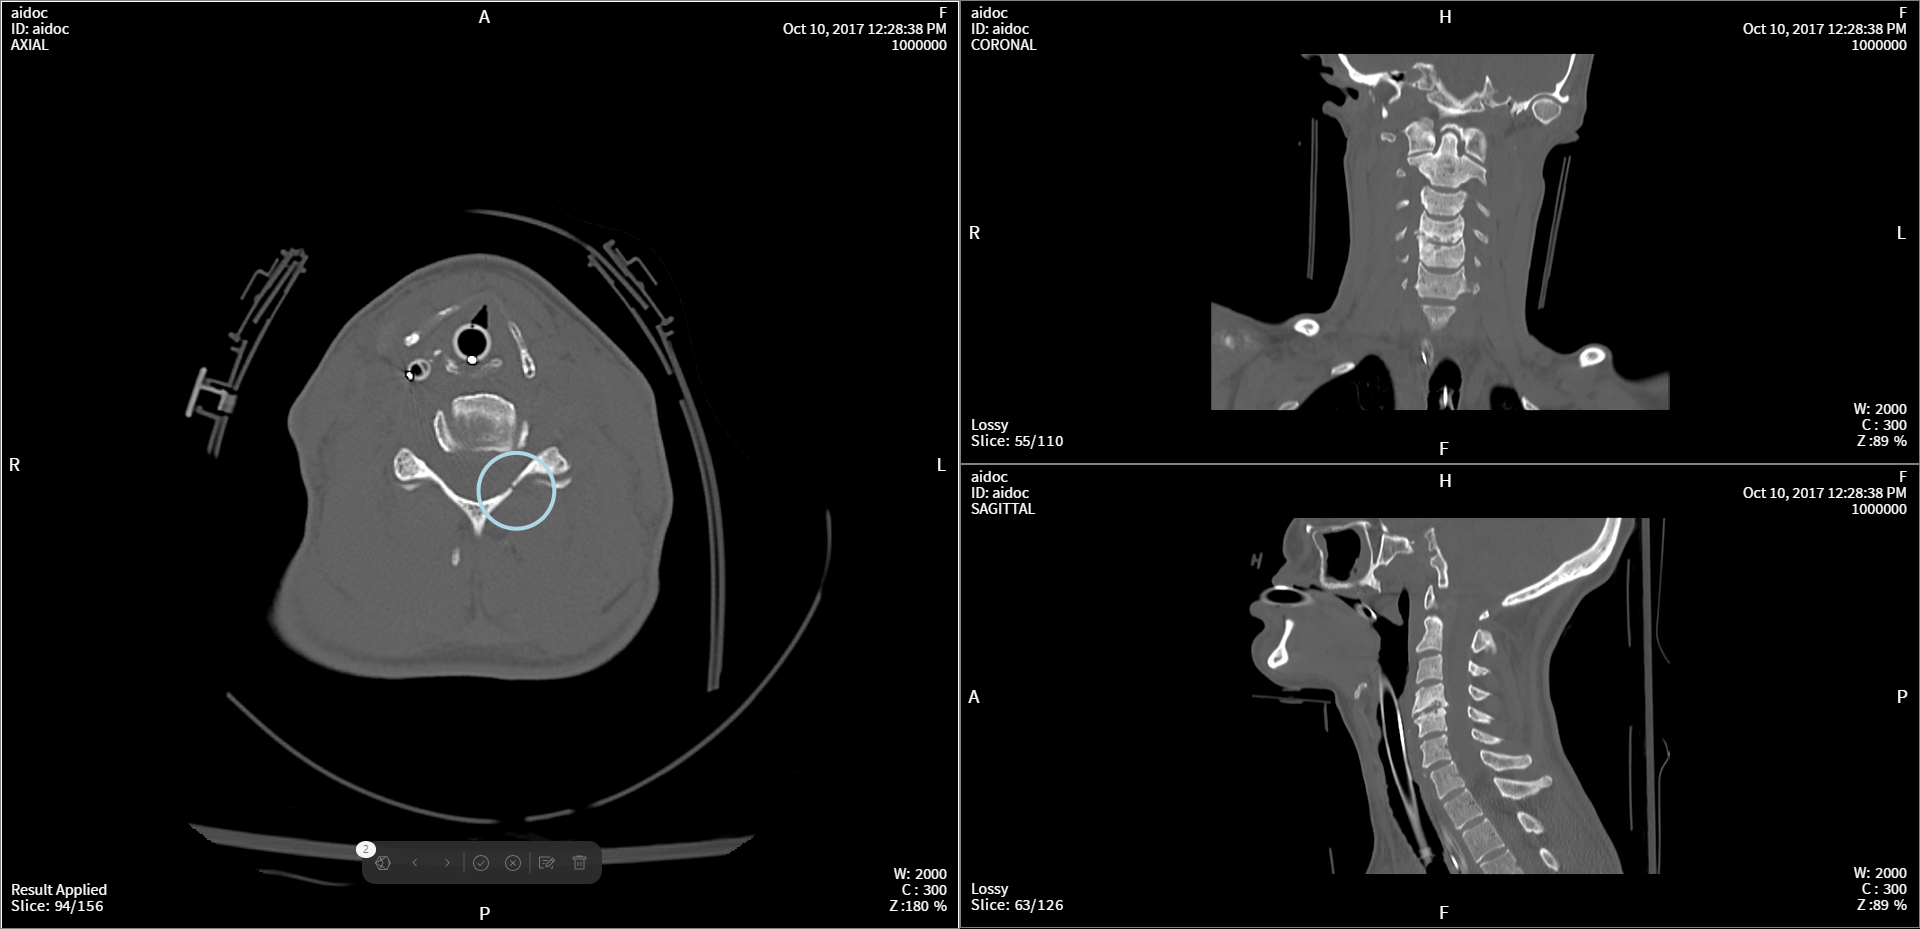 aidoc
ID: aidoc
AXIAL
A
F
Oct 10, 2017 12:28:38 PM
1000000
R
L
2
Result Applied
Slice: 94/156
P
W: 2000
C : 300
Z :180 %
aidoc
ID: aidoc
CORONAL
H
F
Oct 10, 2017 12:28:38 PM
1000000
R
L
Lossy
Slice: 55/110
F
W: 2000
C : 300
Z :89 %
aidoc
ID: aidoc
SAGITTAL
H
F
Oct 10, 2017 12:28:38 PM
1000000
H
A
P
Lossy
Slice: 63/126
F
W: 2000
C : 300
Z :89 %